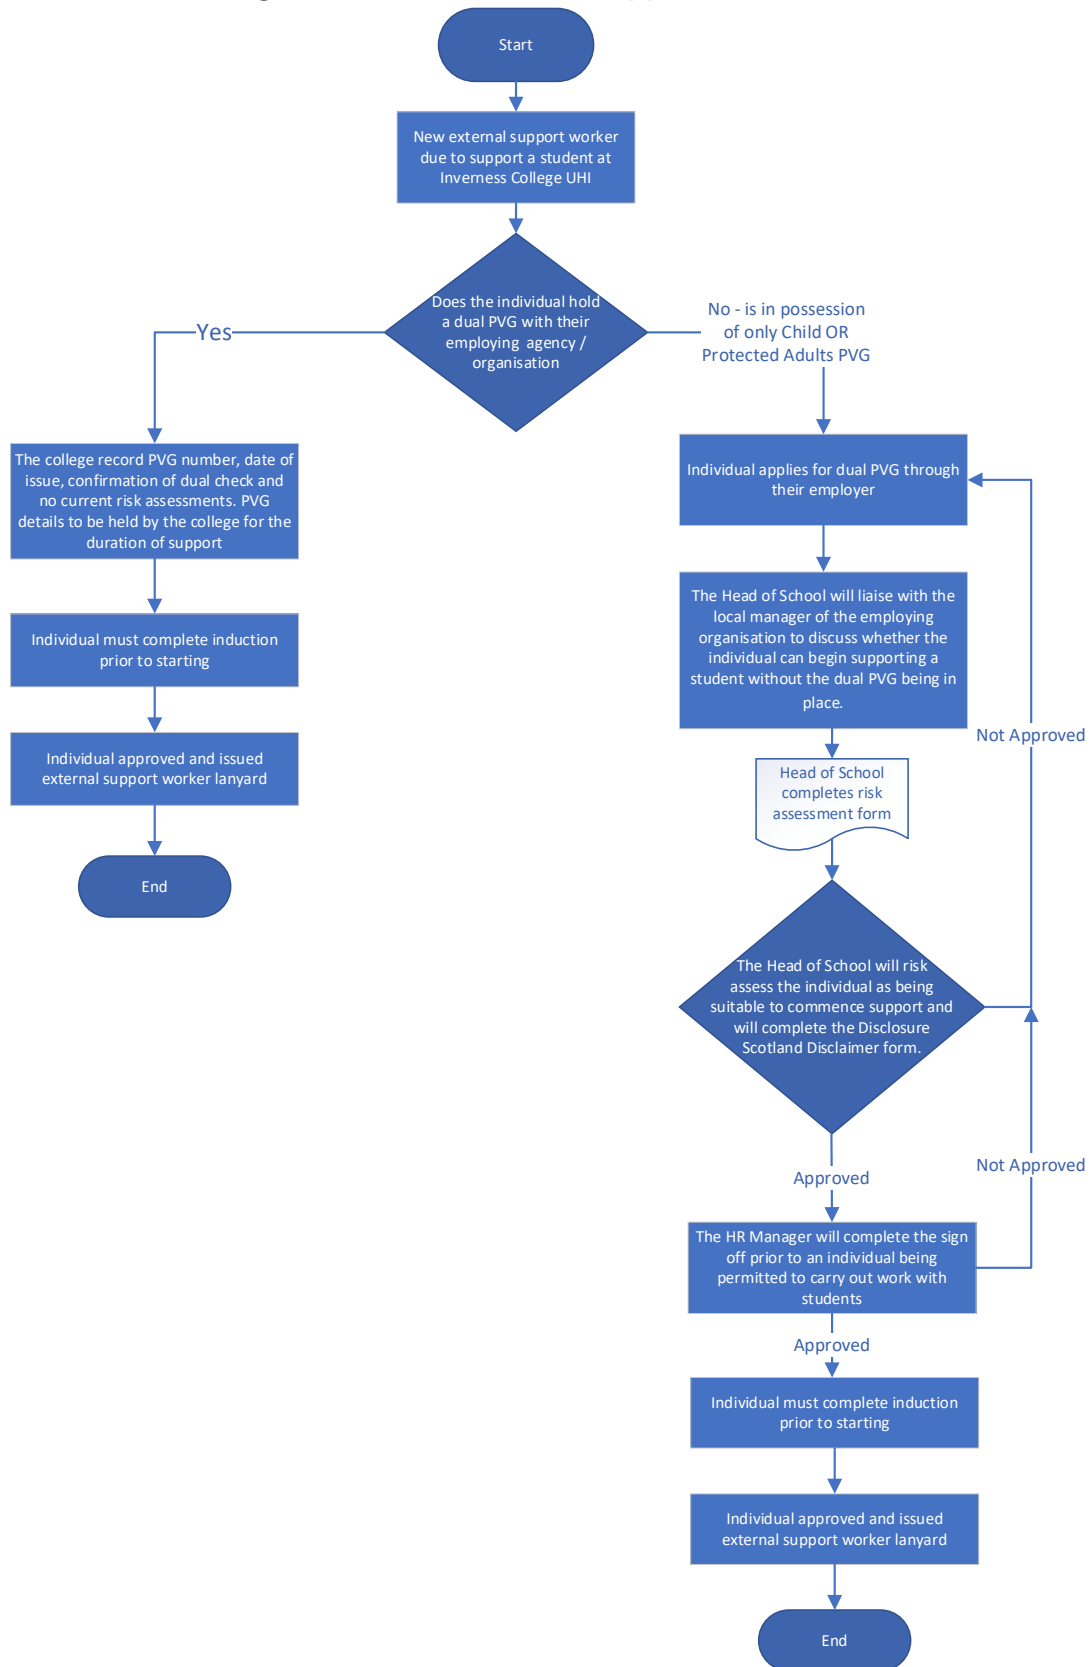 Start
New external support worker
due to support a student at
Inverness College UHI
Does the individual hold
a dual PVG with their
employing agency /
organisation
Yes
No - is in possession
of only Child OR
Protected Adults PVG
The college record PVG number, date of
issue, confirmation of dual check and
no current risk assessments. PVG
details to be held by the college for the
duration of support
Individual must complete induction
prior to starting
Individual approved and issued
external support worker lanyard
End
Individual applies for dual PVG through
their employer
The Head of School will liaise with the
local manager of the employing
organisation to discuss whether the
individual can begin supporting a
student without the dual PVG being in
place.
Not Approved
Head of School
completes risk
assessment form
The Head of School will risk
assess the individual as being
suitable to commence support and
will complete the Disclosure
Scotland Disclaimer form.
Approved
Not Approved
The HR Manager will complete the sign
off prior to an individual being
permitted to carry out work with
students
Approved
Individual must complete induction
prior to starting
Individual approved and issued
external support worker lanyard
End